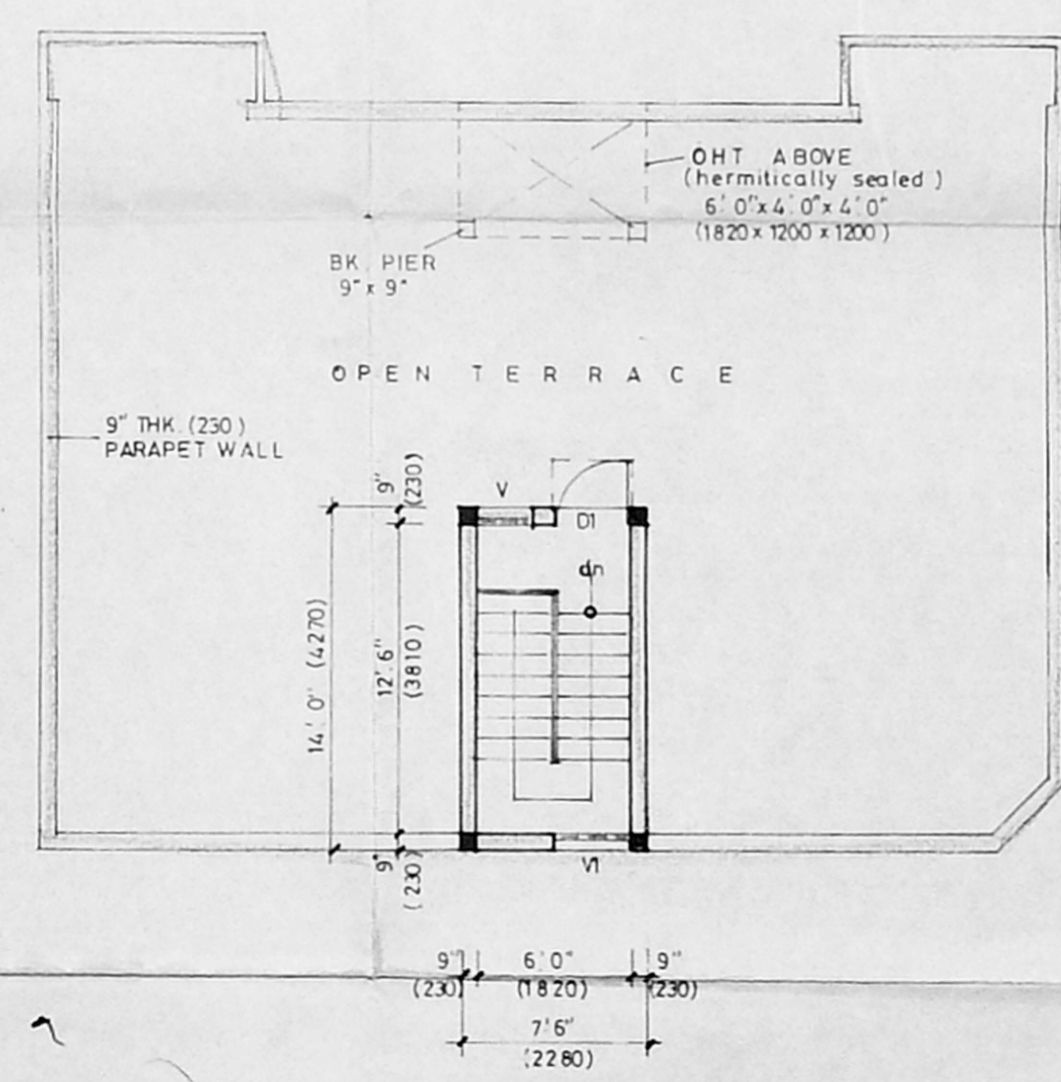 OHT ABOVE
(hermitically sealed)
6'.0"x4'.0"x4'.0"
(1820 x 1200 x 1200)
BK. PIER
9" x 9"
OPEN TERRACE
9" THK. (230)
PARAPET WALL
9"
(230)
V
D1
dn
14'.0" (4270)
12'.6"
(3810)
9"
(230)
V1
9" 6'.0" 9"
(230) (1820) (230)
7'.6"
(2280)